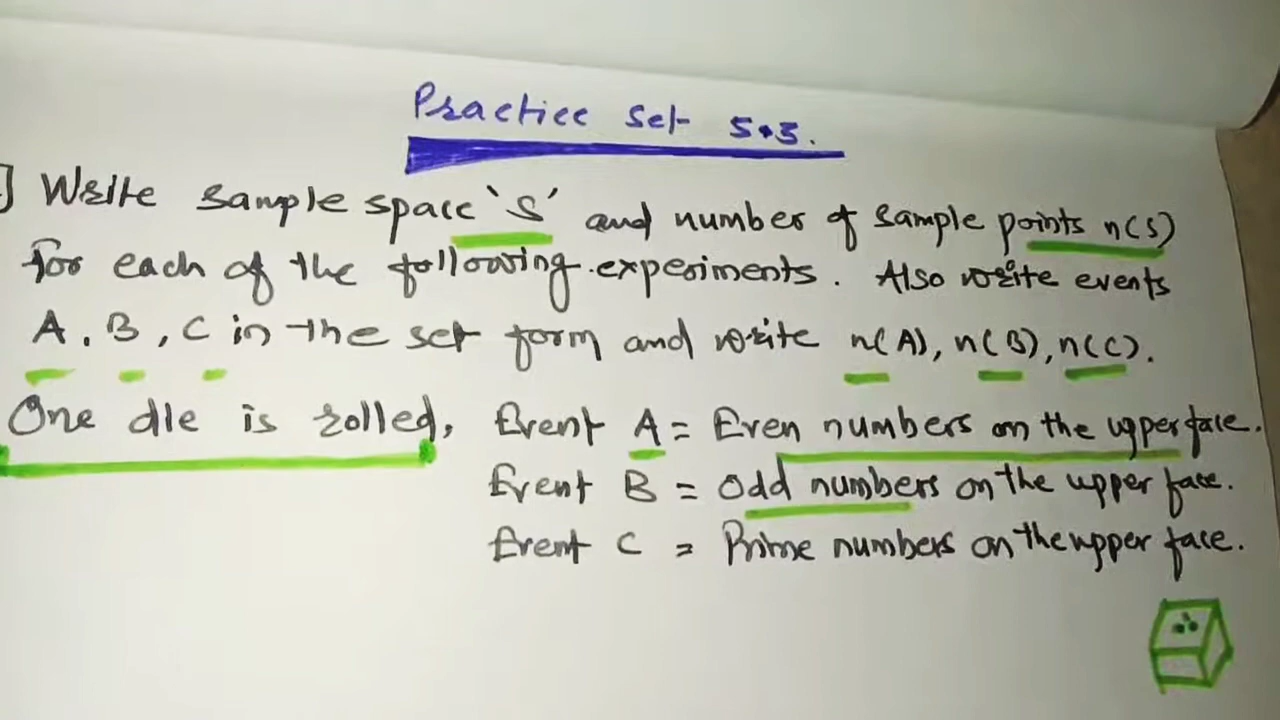 Practice Set 5.3.
] Write sample space 'S' and number of sample points n(S)
for each of the following experiments. Also write events
A, B, C in the set form and write n(A), n(B), n(C).
One die is rolled, Event A = Even numbers on the upper face.
Event B = Odd numbers on the upper face.
Event C = Prime numbers on the upper face.